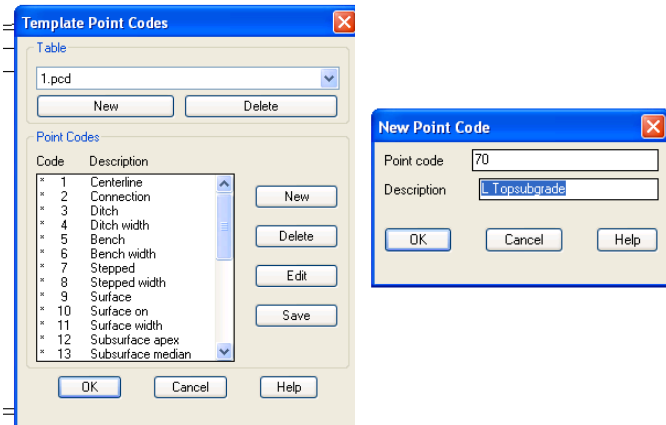 Template Point Codes
Table
1.pcd
New Delete
Point Codes
Code Description
* 1 Centerline
* 2 Connection
* 3 Ditch
* 4 Ditch width
* 5 Bench
* 6 Bench width
* 7 Stepped
* 8 Stepped width
* 9 Surface
* 10 Surface on
* 11 Surface width
* 12 Subsurface apex
* 13 Subsurface median
New
Delete
Edit
Save
OK Cancel Help
New Point Code
Point code 70
Description L Topsubgrade
OK Cancel Help